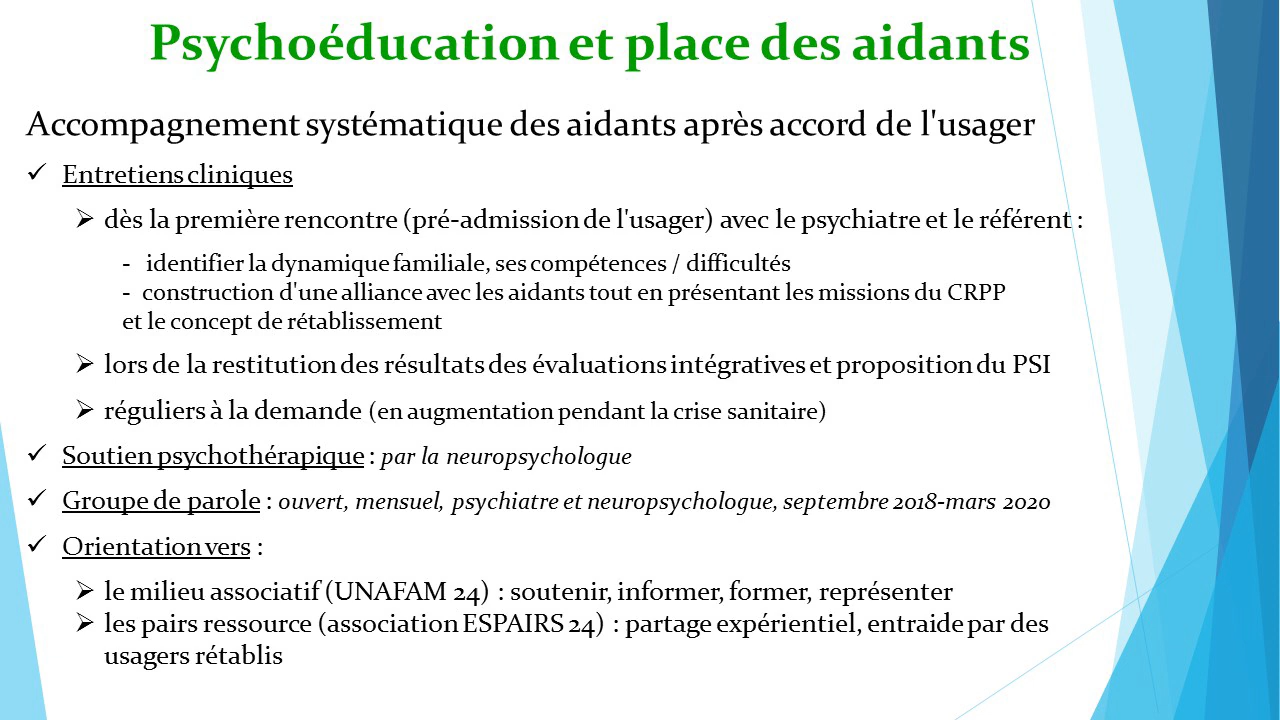 Psychoéducation et place des aidants
Accompagnement systématique des aidants après accord de l'usager
✓ Entretiens cliniques
➢ dès la première rencontre (pré-admission de l'usager) avec le psychiatre et le référent :
- identifier la dynamique familiale, ses compétences / difficultés
- construction d'une alliance avec les aidants tout en présentant les missions du CRPP
et le concept de rétablissement
➢ lors de la restitution des résultats des évaluations intégratives et proposition du PSI
➢ réguliers à la demande (en augmentation pendant la crise sanitaire)
✓ Soutien psychothérapique : par la neuropsychologue
✓ Groupe de parole : ouvert, mensuel, psychiatre et neuropsychologue, septembre 2018-mars 2020
✓ Orientation vers :
➢ le milieu associatif (UNAFAM 24) : soutenir, informer, former, représenter
➢ les pairs ressource (association ESPAIRS 24) : partage expérientiel, entraide par des
usagers rétablis